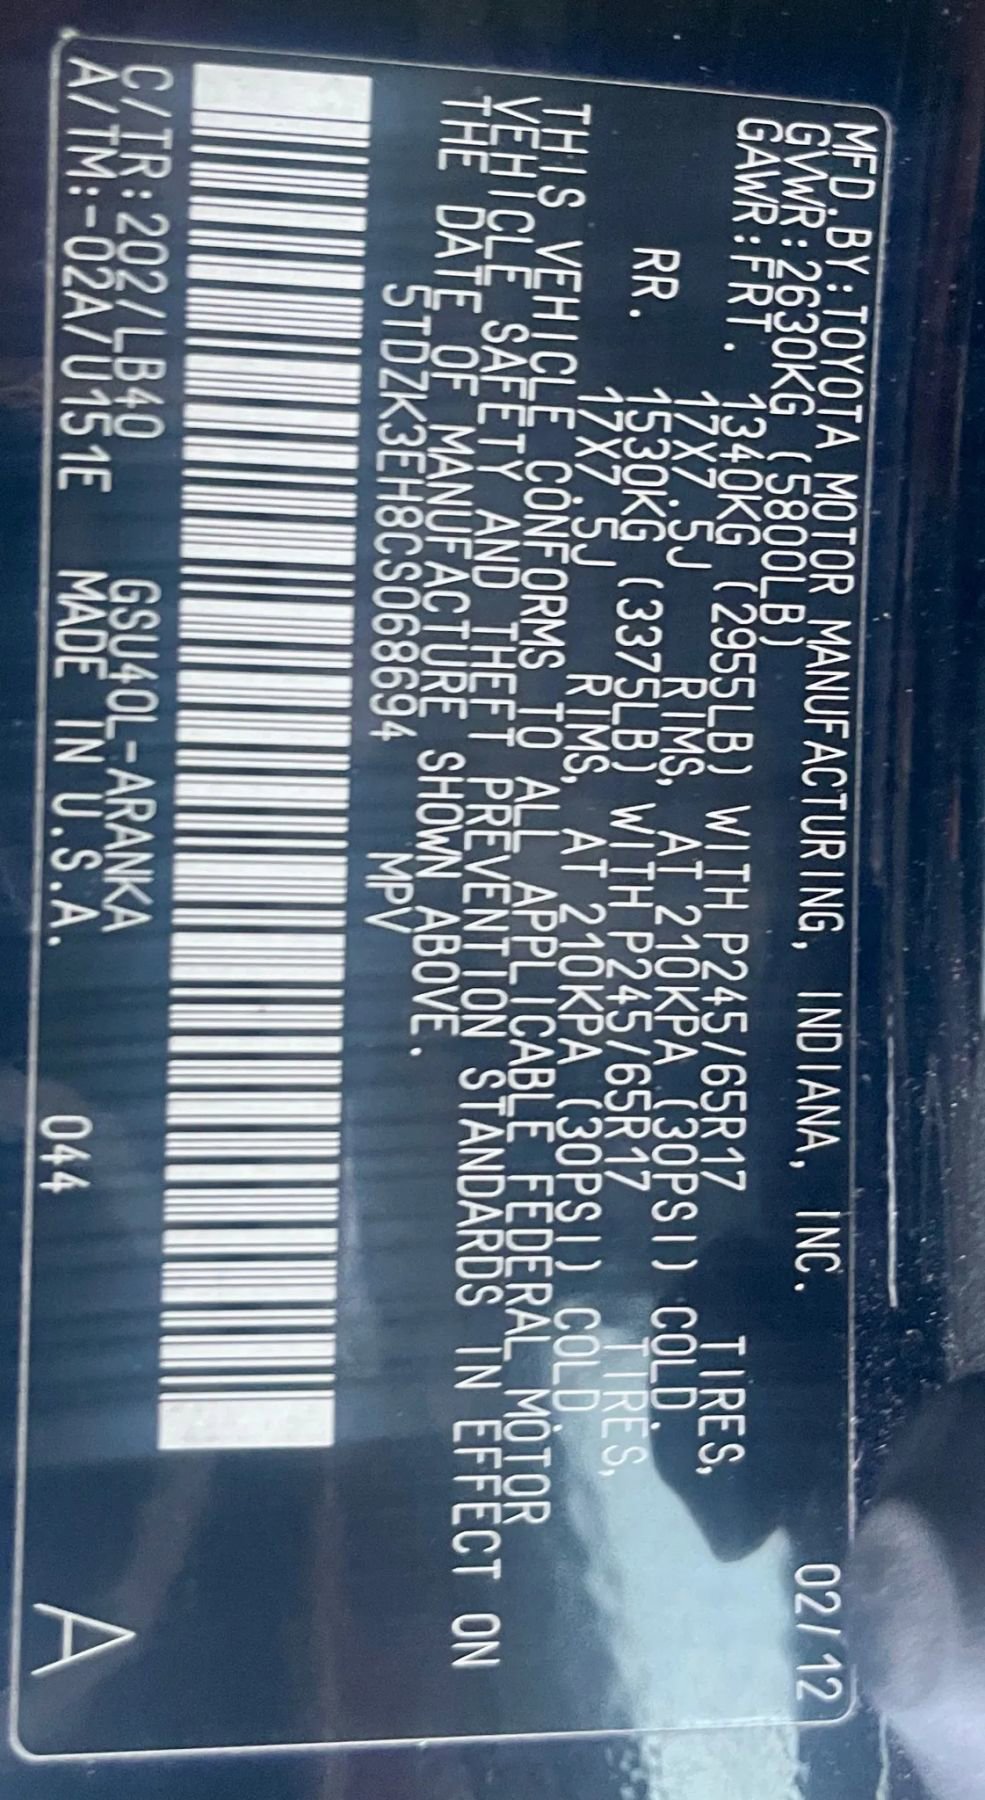 MFD.BY:TOYOTA MOTOR MANUFACTURING, INDIANA, INC. 02/12
GVWR:2630KG (5800LB)
GAWR:FRT. 1340KG (2955LB) WITH P245/65R17 TIRES,
17X7.5J RIMS, AT 210KPA (30PSI) COLD.
RR. 1530KG (3375LB) WITH P245/65R17 TIRES,
17X7.5J RIMS, AT 210KPA (30PSI) COLD.
THIS VEHICLE CONFORMS TO ALL APPLICABLE FEDERAL MOTOR
VEHICLE SAFETY AND THEFT PREVENTION STANDARDS IN EFFECT ON
THE DATE OF MANUFACTURE SHOWN ABOVE.
5TDZK3EH8CS068694 MPV
C/TR:202/LB40 GSU40L-ARANKA
A/TM:-02A/U151E MADE IN U.S.A. 044 A